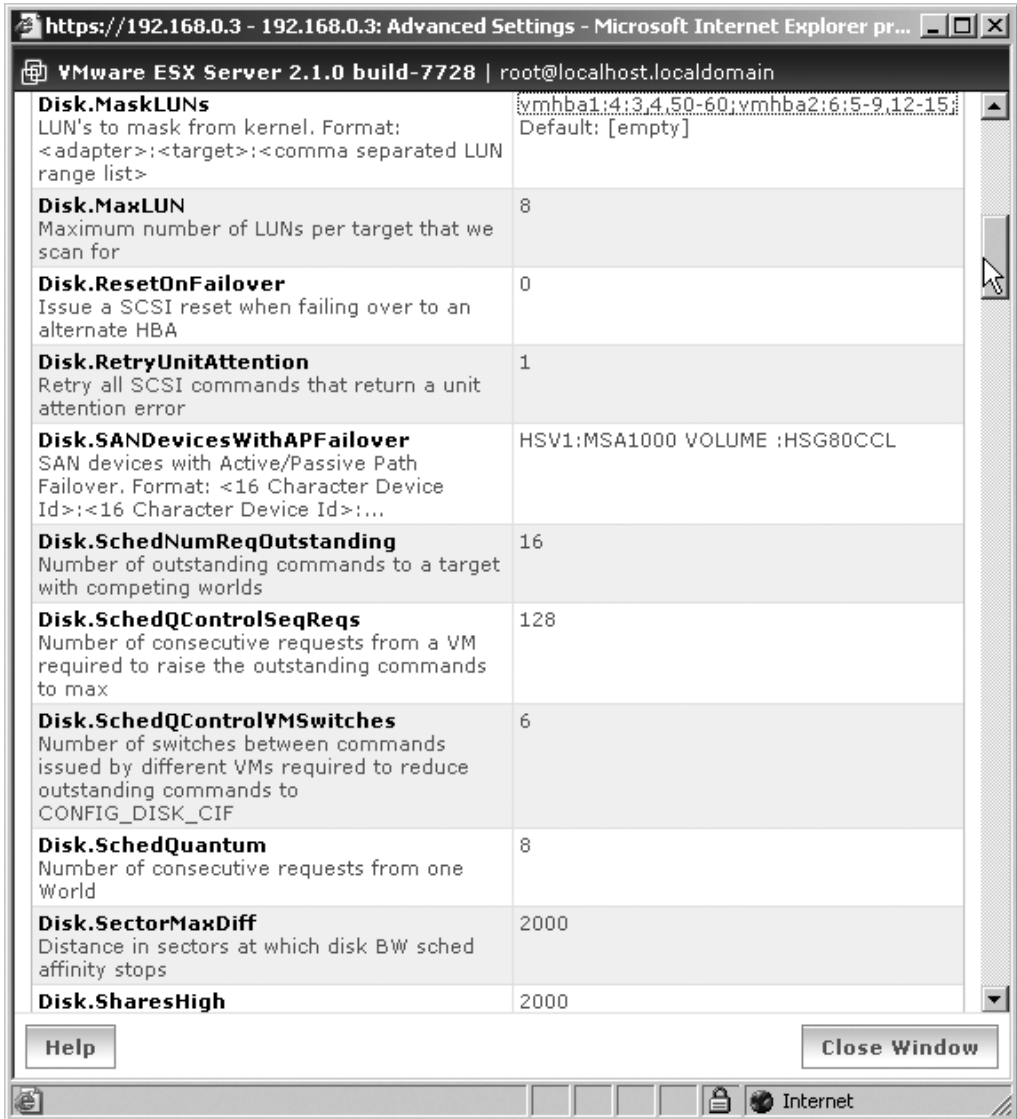 https://192.168.0.3 - 192.168.0.3: Advanced Settings - Microsoft Internet Explorer pr...
VMware ESX Server 2.1.0 build-7728 | root@localhost.localdomain
Disk.MaskLUNs
LUN's to mask from kernel. Format:
<adapter>:<target>:<comma separated LUN
range list>
vmhba1:4:3,4,50-60;vmhba2:6:5-9,12-15;
Default: [empty]
Disk.MaxLUN
Maximum number of LUNs per target that we
scan for
8
Disk.ResetOnFailover
Issue a SCSI reset when failing over to an
alternate HBA
0
Disk.RetryUnitAttention
Retry all SCSI commands that return a unit
attention error
1
Disk.SANDevicesWithAPFailover
SAN devices with Active/Passive Path
Failover. Format: <16 Character Device
Id>:<16 Character Device Id>:...
HSV1:MSA1000 VOLUME :HSG80CCL
Disk.SchedNumReqOutstanding
Number of outstanding commands to a target
with competing worlds
16
Disk.SchedQControlSeqReqs
Number of consecutive requests from a VM
required to raise the outstanding commands
to max
128
Disk.SchedQControlVMSwitches
Number of switches between commands
issued by different VMs required to reduce
outstanding commands to
CONFIG_DISK_CIF
6
Disk.SchedQuantum
Number of consecutive requests from one
World
8
Disk.SectorMaxDiff
Distance in sectors at which disk BW sched
affinity stops
2000
Disk.SharesHigh
2000
Help
Close Window
Internet